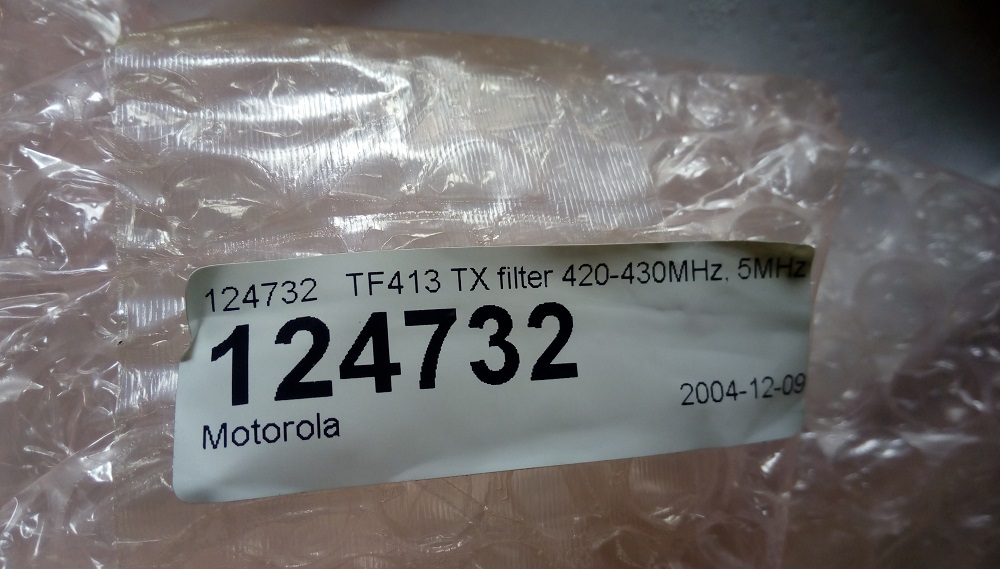 124732 TF413 TX filter 420-430MHz, 5MHz
124732
2004-12-09
Motorola